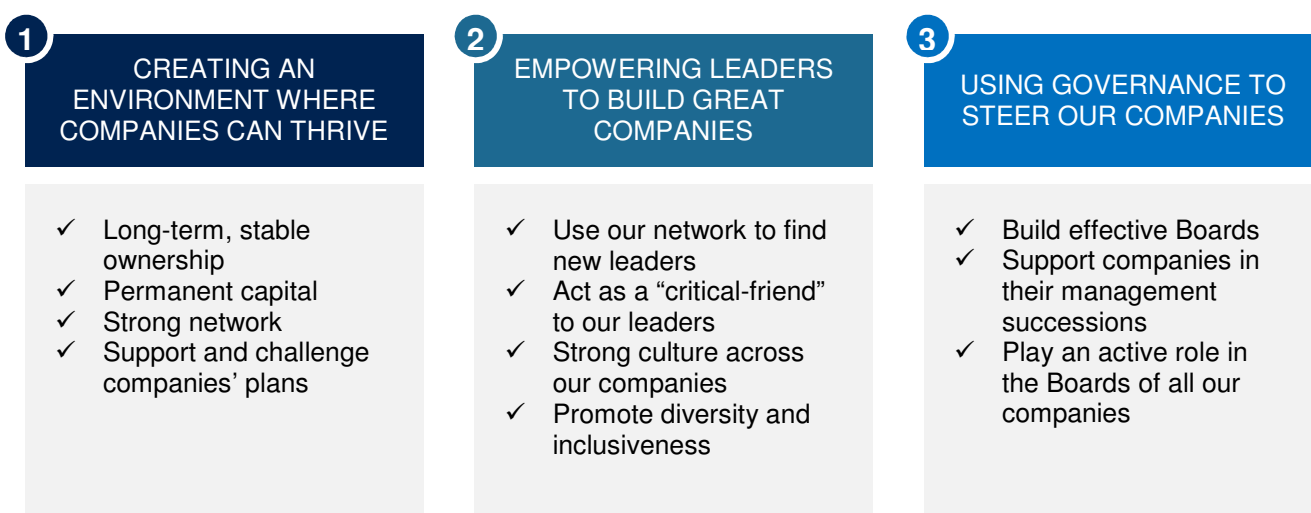 1
CREATING AN
ENVIRONMENT WHERE
COMPANIES CAN THRIVE
✓ Long-term, stable
ownership
✓ Permanent capital
✓ Strong network
✓ Support and challenge
companies’ plans
2
EMPOWERING LEADERS
TO BUILD GREAT
COMPANIES
✓ Use our network to find
new leaders
✓ Act as a “critical-friend”
to our leaders
✓ Strong culture across
our companies
✓ Promote diversity and
inclusiveness
3
USING GOVERNANCE TO
STEER OUR COMPANIES
✓ Build effective Boards
✓ Support companies in
their management
successions
✓ Play an active role in
the Boards of all our
companies